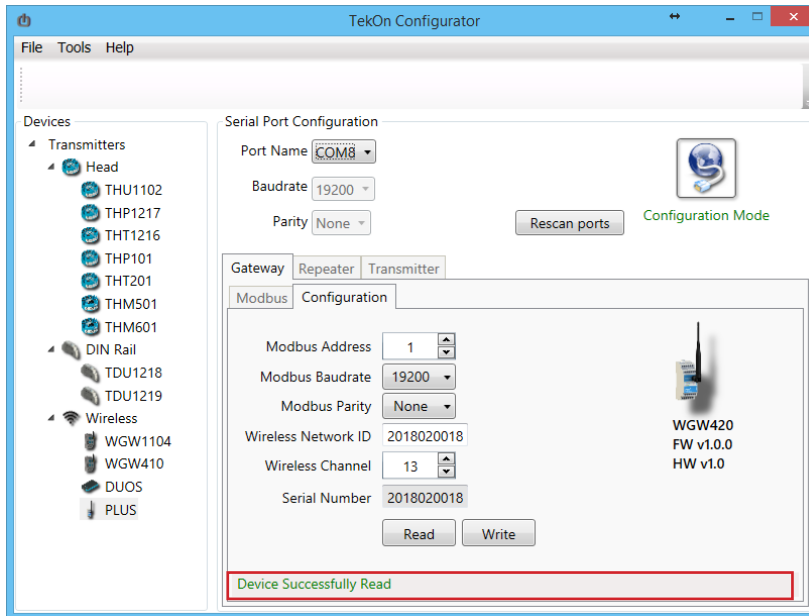 TekOn Configurator
File Tools Help
Devices
Transmitters
Head
THU1102
THP1217
THT1216
THP101
THT201
THM501
THM601
DIN Rail
TDU1218
TDU1219
Wireless
WGW1104
WGW410
DUOS
PLUS
Serial Port Configuration
Port Name COM8
Baudrate 19200
Parity None
Rescan ports
Configuration Mode
Gateway Repeater Transmitter
Modbus Configuration
Modbus Address 1
Modbus Baudrate 19200
Modbus Parity None
Wireless Network ID 2018020018
Wireless Channel 13
Serial Number 2018020018
Read Write
WGW420
FW v1.0.0
HW v1.0
Device Successfully Read